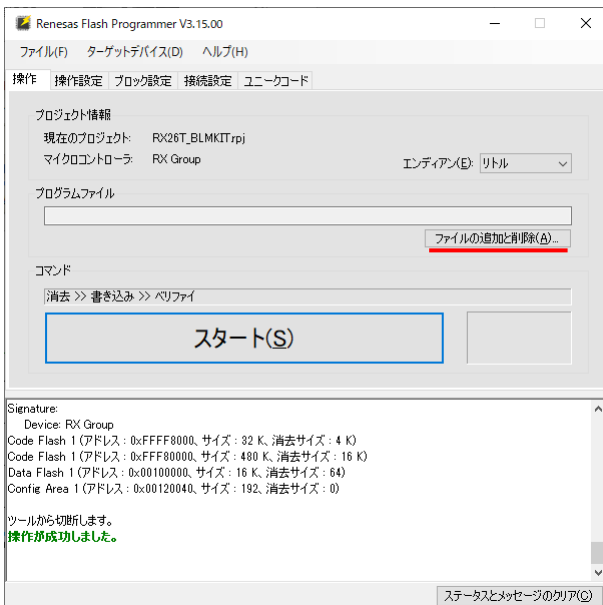 Renesas Flash Programmer V3.15.00
ファイル(F) ターゲットデバイス(D) ヘルプ(H)
操作 操作設定 ブロック設定 接続設定 ユニークコード
プロジェクト情報
現在のプロジェクト: RX26T_BLMKIT.rpj
マイクロコントローラ: RX Group エンディアン(E): リトル
プログラムファイル
ファイルの追加と削除(A)...
コマンド
消去 >> 書き込み >> ベリファイ
スタート(S)
Signature:
Device: RX Group
Code Flash 1 (アドレス : 0xFFFF8000、サイズ : 32 K、消去サイズ : 4 K)
Code Flash 1 (アドレス : 0xFFF80000、サイズ : 480 K、消去サイズ : 16 K)
Data Flash 1 (アドレス : 0x00100000、サイズ : 16 K、消去サイズ : 64)
Config Area 1 (アドレス : 0x00120040、サイズ : 192、消去サイズ : 0)
ツールから切断します。
操作が成功しました。
ステータスとメッセージのクリア(C)